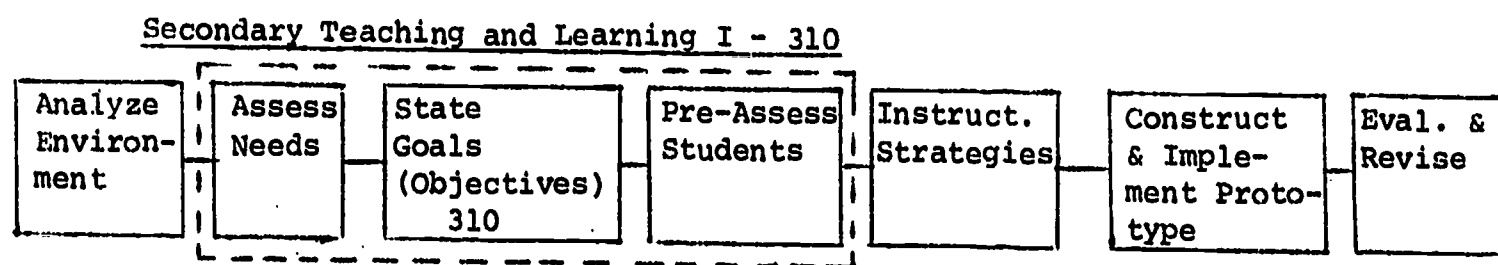 Secondary Teaching and Learning I - 310
Analyze
Environ-
ment
Assess
Needs
State
Goals
(Objectives)
310
Pre-Assess
Students
Instruct.
Strategies
Construct
& Imple-
ment Proto-
type
Eval. &
Revise